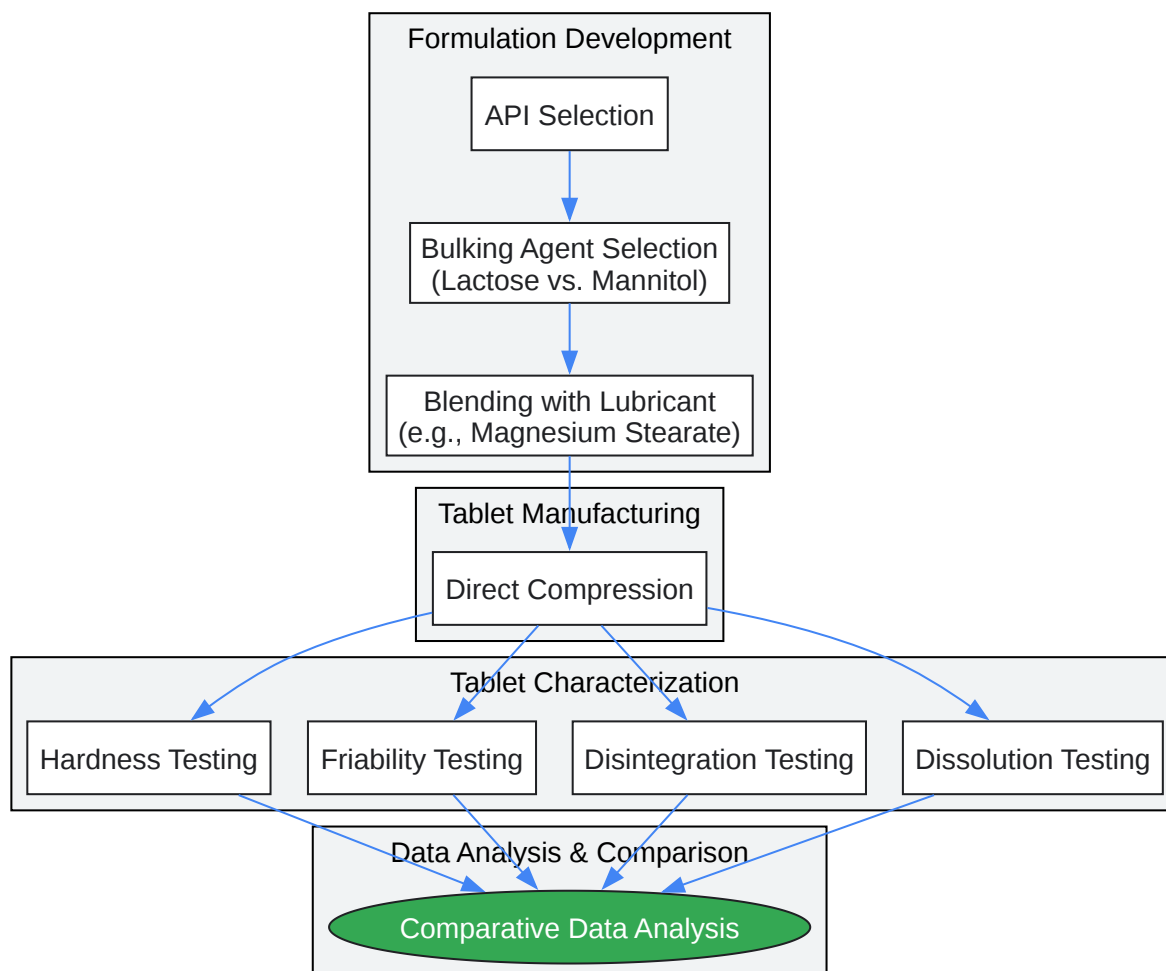 Formulation Development
API Selection
Bulking Agent Selection
(Lactose vs. Mannitol)
Blending with Lubricant
(e.g., Magnesium Stearate)
Tablet Manufacturing
Direct Compression
Tablet Characterization
Hardness Testing
Friability Testing
Disintegration Testing
Dissolution Testing
Data Analysis & Comparison
Comparative Data Analysis